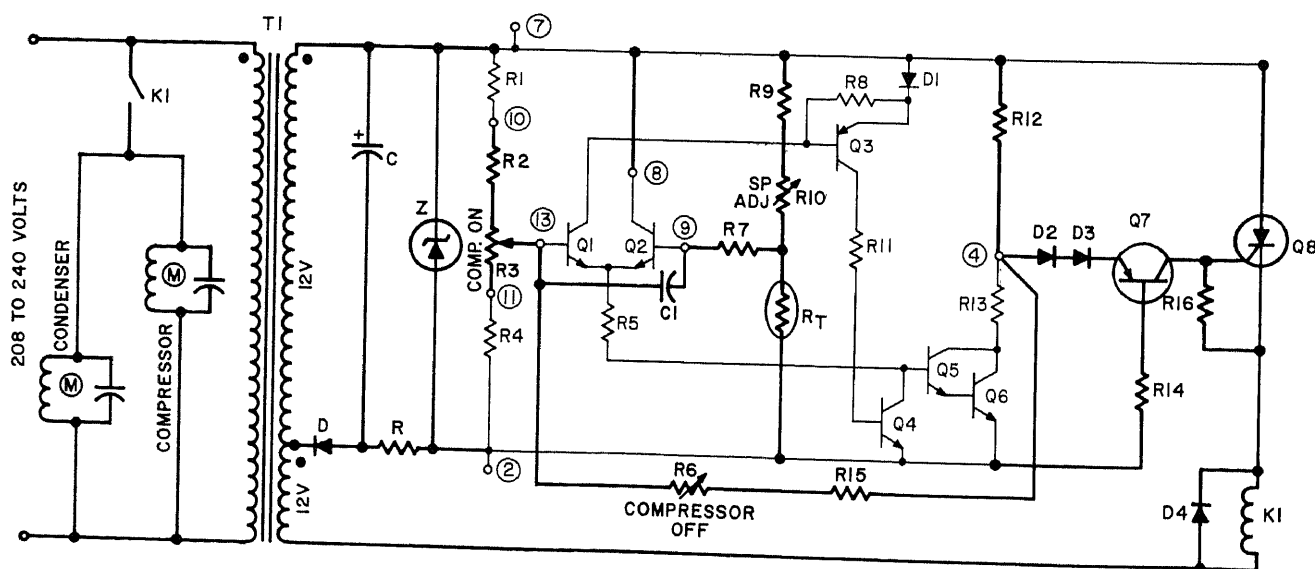 T1
7
K1
R1
10
R2
C
Z
COMP. ON
R3
13
11
R4
2
8
Q1
Q2
9
R7
C1
R5
R9
SP
ADJ
R10
RT
R8
D1
Q3
R11
Q4
Q5
Q6
R12
4
R13
D2
D3
Q7
Q8
R16
R14
R6
R15
COMPRESSOR
OFF
D4
K1
208 TO 240 VOLTS
CONDENSER
M
COMPRESSOR
M
12V
12V
D
R
+